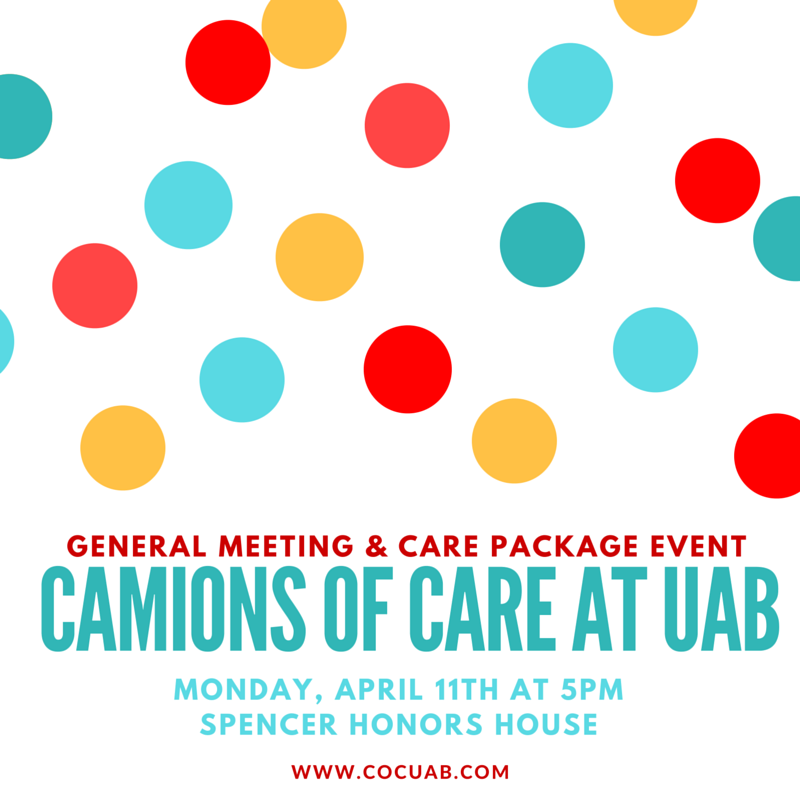 GENERAL MEETING & CARE PACKAGE EVENT
CAMIONS OF CARE AT UAB
MONDAY, APRIL 11TH AT 5PM
SPENCER HONORS HOUSE
WWW.COCUAB.COM